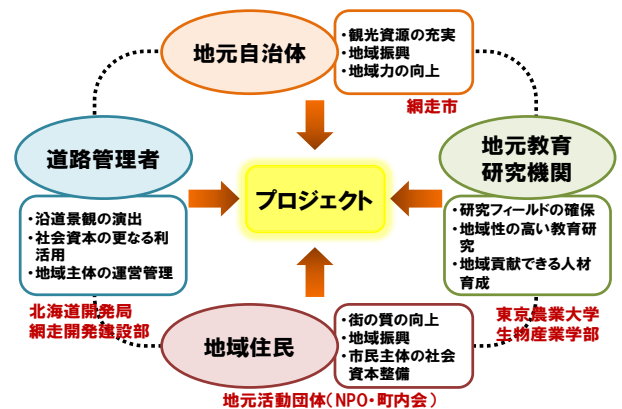 地元自治体
・観光資源の充実
・地域振興
・地域力の向上
網走市
道路管理者
・沿道景観の演出
・社会資本の更なる利
活用
・地域主体の運営管理
北海道開発局
網走開発建設部
プロジェクト
地元教育
研究機関
・研究フィールドの確保
・地域性の高い教育研
究
・地域貢献できる人材
育成
東京農業大学
生物産業学部
地域住民
・街の質の向上
・地域振興
・市民主体の社会
資本整備
地元活動団体(NPO・町内会)